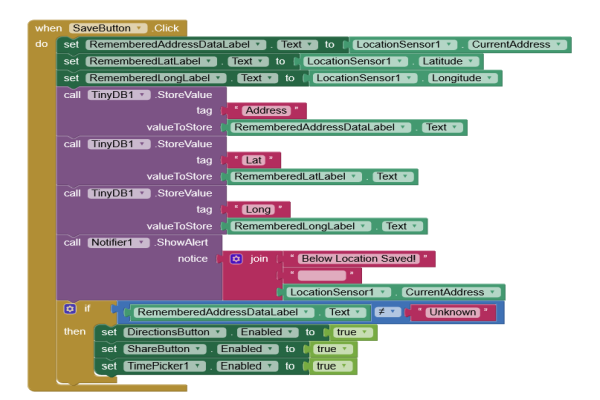 when SaveButton .Click
do set RememberedAddressDataLabel . Text to LocationSensor1 . CurrentAddress
set RememberedLatLabel . Text to LocationSensor1 . Latitude
set RememberedLongLabel . Text to LocationSensor1 . Longitude
call TinyDB1 .StoreValue
tag " Address "
valueToStore RememberedAddressDataLabel . Text
call TinyDB1 .StoreValue
tag " Lat "
valueToStore RememberedLatLabel . Text
call TinyDB1 .StoreValue
tag " Long "
valueToStore RememberedLongLabel . Text
call Notifier1 .ShowAlert
notice join " Below Location Saved! "
" "
LocationSensor1 . CurrentAddress
if RememberedAddressDataLabel . Text ≠ " Unknown "
then set DirectionsButton . Enabled to true
set ShareButton . Enabled to true
set TimePicker1 . Enabled to true